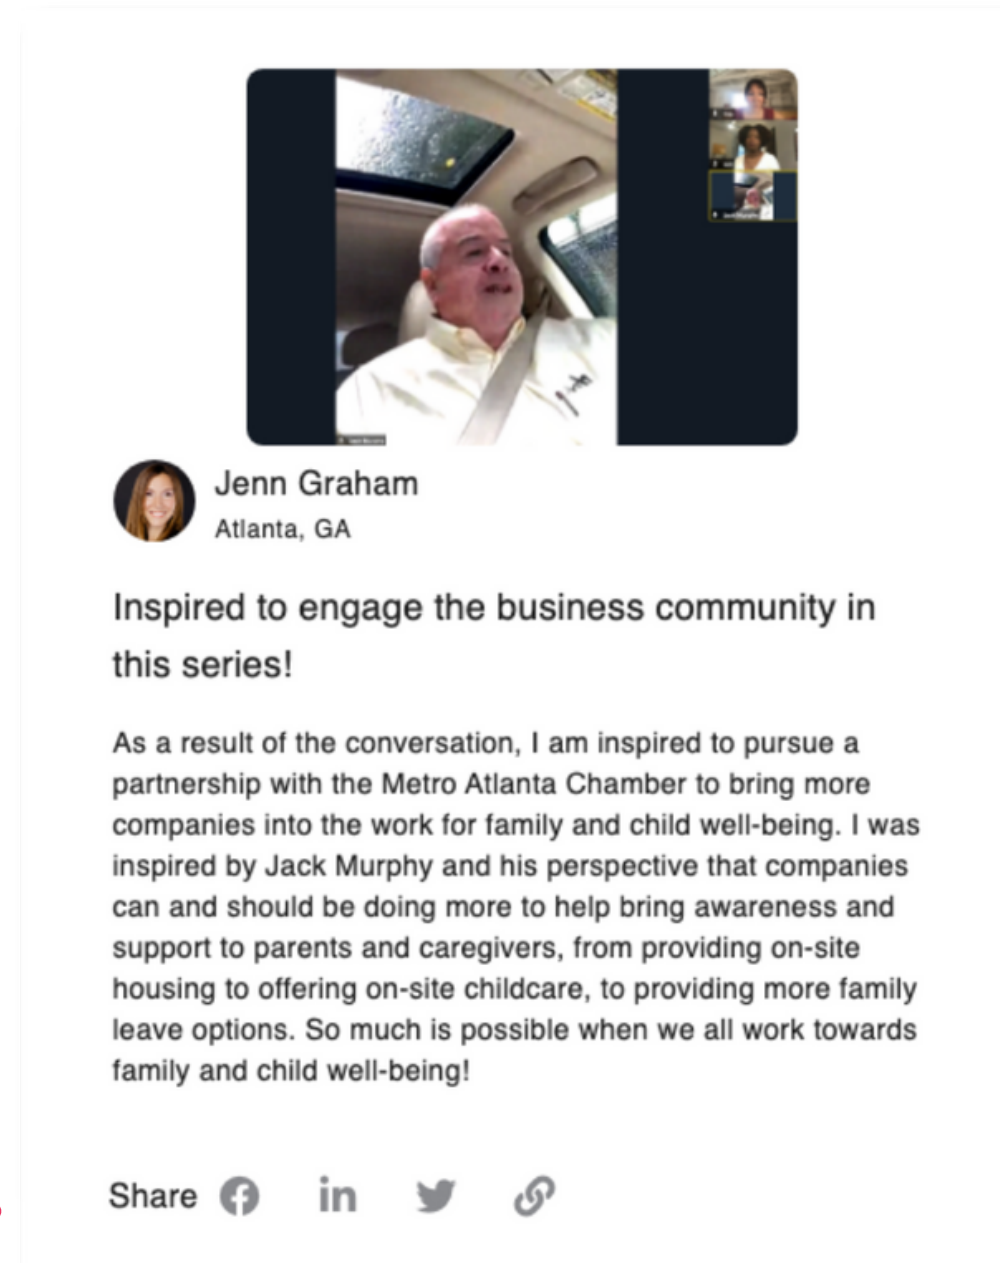 Jenn Graham
Atlanta, GA
Inspired to engage the business community in
this series!
As a result of the conversation, I am inspired to pursue a
partnership with the Metro Atlanta Chamber to bring more
companies into the work for family and child well-being. I was
inspired by Jack Murphy and his perspective that companies
can and should be doing more to help bring awareness and
support to parents and caregivers, from providing on-site
housing to offering on-site childcare, to providing more family
leave options. So much is possible when we all work towards
family and child well-being!
Share